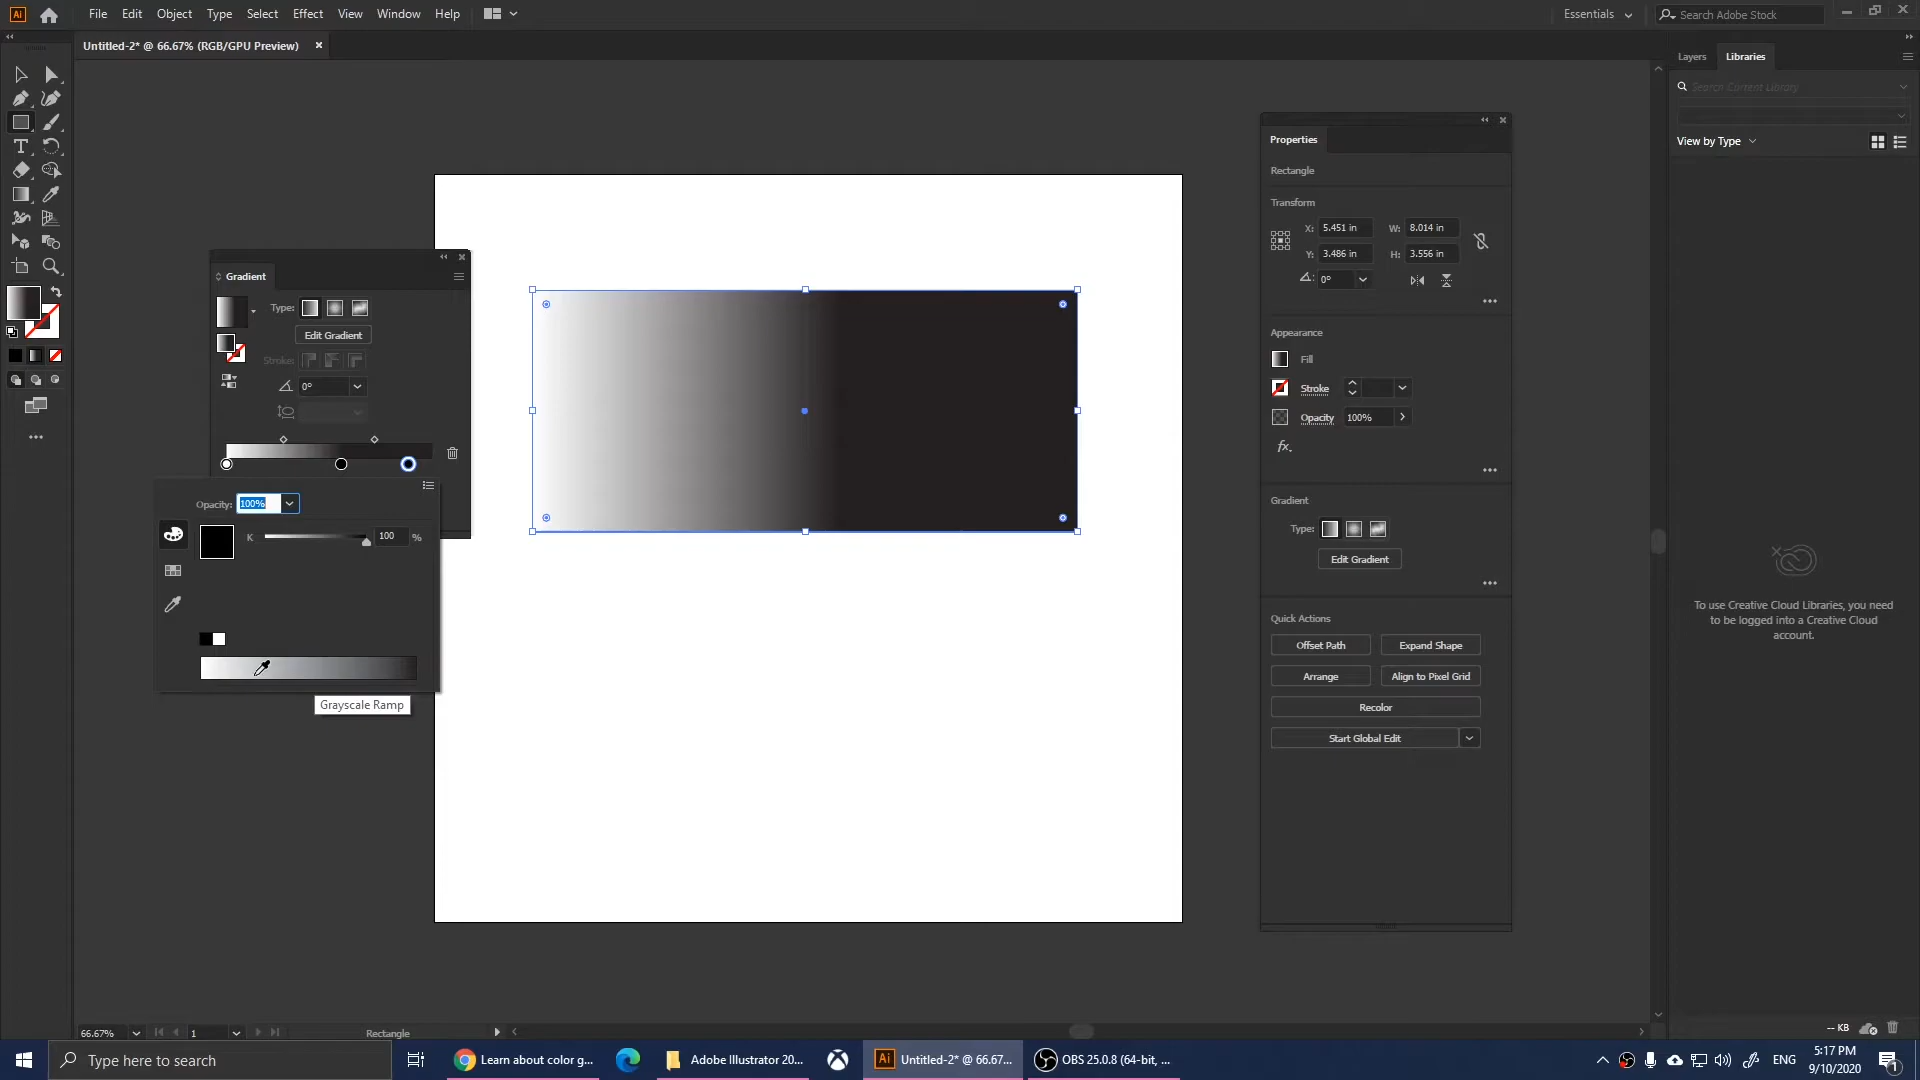 Ai
File Edit Object Type Select Effect View Window Help
Essentials
Search Adobe Stock
Untitled-2* @ 66.67% (RGB/GPU Preview)
Layers Libraries
Search Current Library
View by Type
Properties
Rectangle
Transform
X: 5.451 in W: 8.014 in
Y: 3.486 in H: 3.556 in
0°
Appearance
Fill
Stroke
Opacity 100%
fx.
Gradient
Type:
Edit Gradient
Quick Actions
Offset Path Expand Shape
Arrange Align to Pixel Grid
Recolor
Start Global Edit
Gradient
Type:
Edit Gradient
Stroke:
0°
Opacity: 100%
K 100 %
Grayscale Ramp
To use Creative Cloud Libraries, you need
to be logged into a Creative Cloud
account.
-- KB
66.67% 1 Rectangle
Type here to search
Learn about color g...
Adobe Illustrator 20...
Ai Untitled-2* @ 66.67...
OBS 25.0.8 (64-bit, ...
ENG
5:17 PM
9/10/2020
1